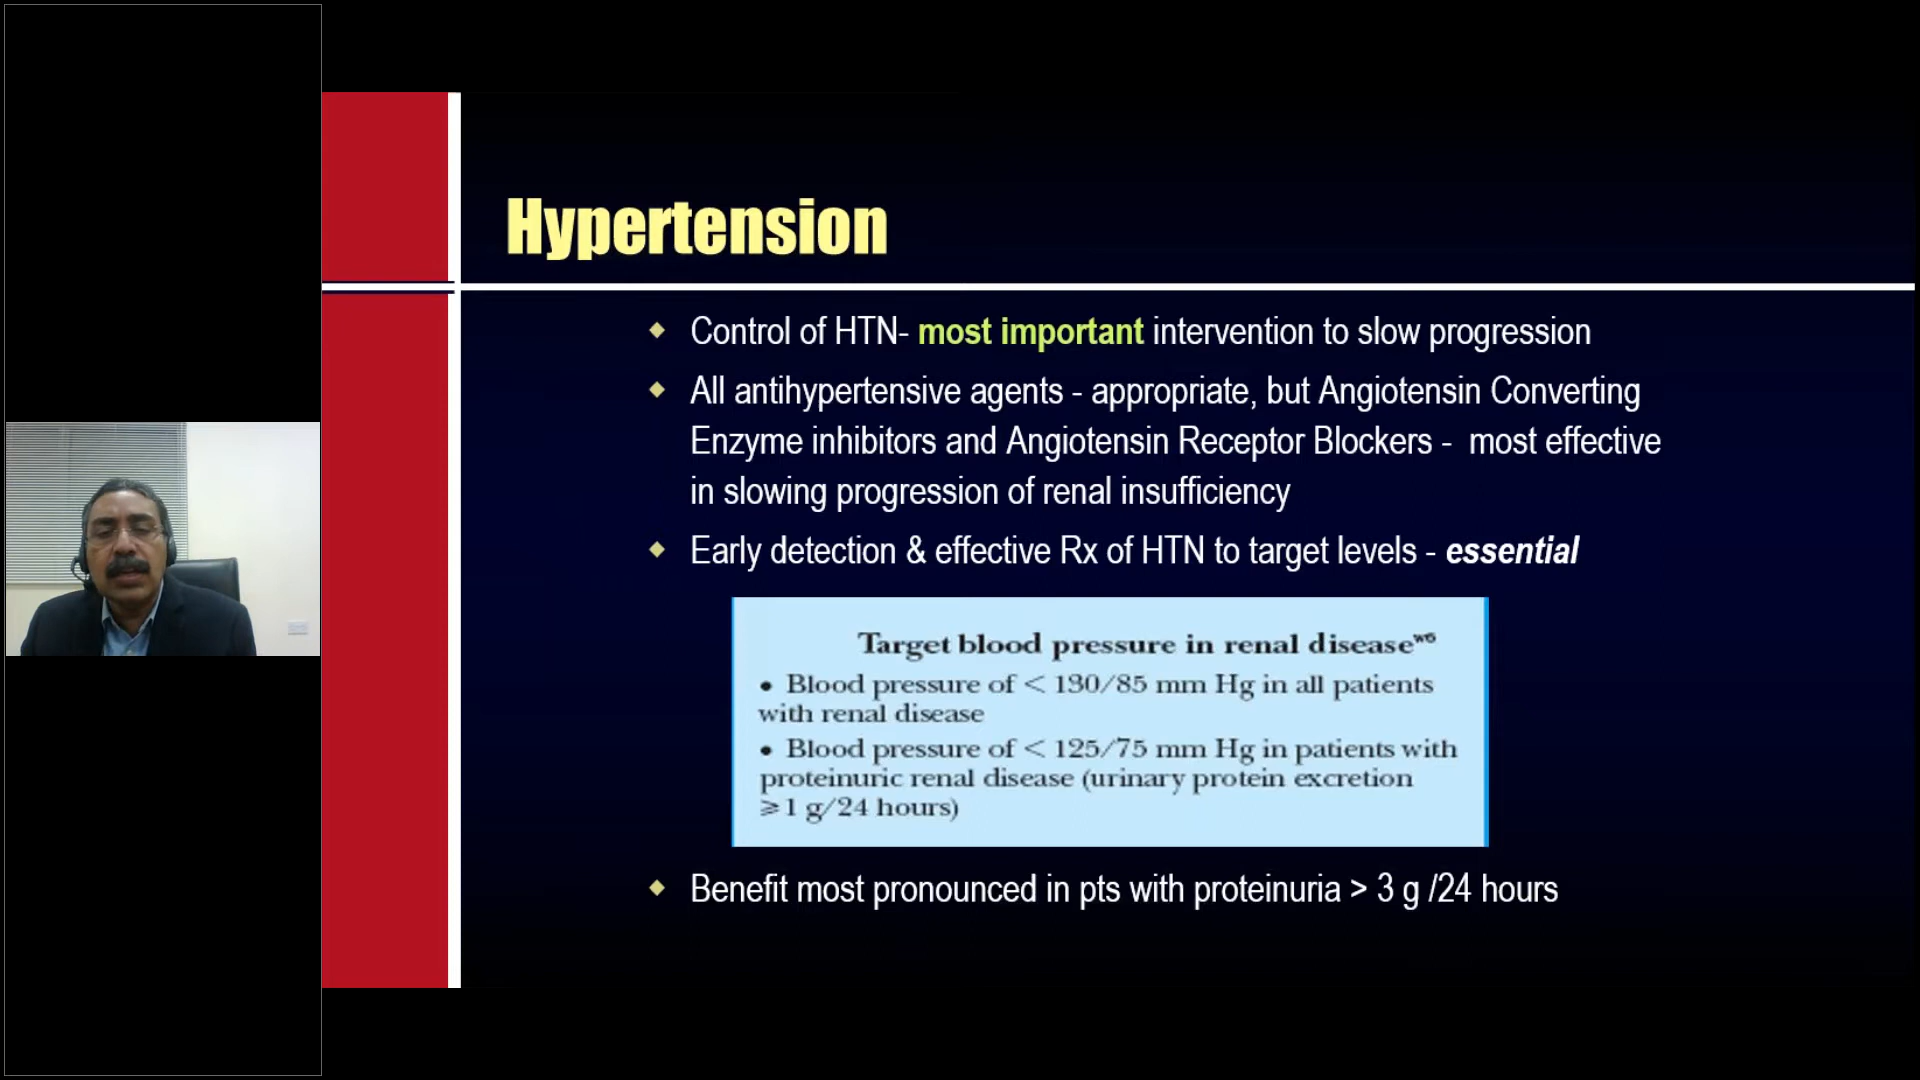 Hypertension
Control of HTN- most important intervention to slow progression
All antihypertensive agents - appropriate, but Angiotensin Converting
Enzyme inhibitors and Angiotensin Receptor Blockers - most effective
in slowing progression of renal insufficiency
Early detection & effective Rx of HTN to target levels - essential
Target blood pressure in renal disease^w6
• Blood pressure of < 130/85 mm Hg in all patients
with renal disease
• Blood pressure of < 125/75 mm Hg in patients with
proteinuric renal disease (urinary protein excretion
⩾1 g/24 hours)
Benefit most pronounced in pts with proteinuria > 3 g /24 hours